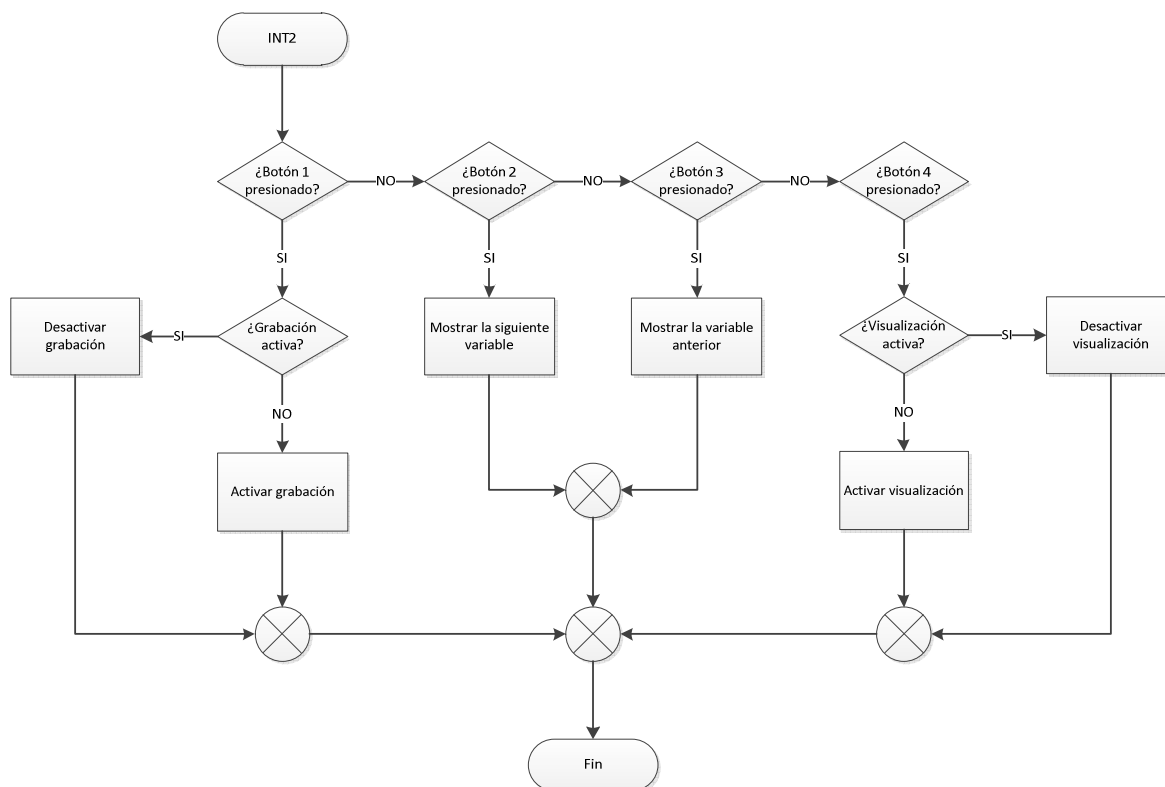 INT2
¿Botón 1
presionado?
NO
¿Botón 2
presionado?
NO
¿Botón 3
presionado?
NO
¿Botón 4
presionado?
SI
SI
SI
SI
Desactivar
grabación
SI
¿Grabación
activa?
Mostrar la siguiente
variable
Mostrar la variable
anterior
¿Visualización
activa?
SI
Desactivar
visualización
NO
NO
Activar grabación
Activar visualización
Fin